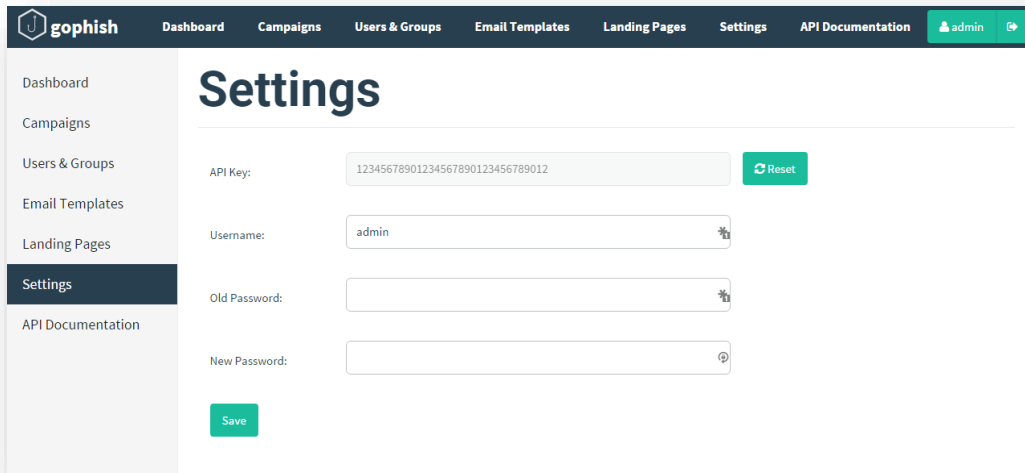 gophish Dashboard Campaigns Users & Groups Email Templates Landing Pages Settings API Documentation admin
Dashboard
Campaigns
Users & Groups
Email Templates
Landing Pages
Settings
API Documentation
Settings
API Key: 12345678901234567890123456789012 Reset
Username: admin
Old Password:
New Password:
Save